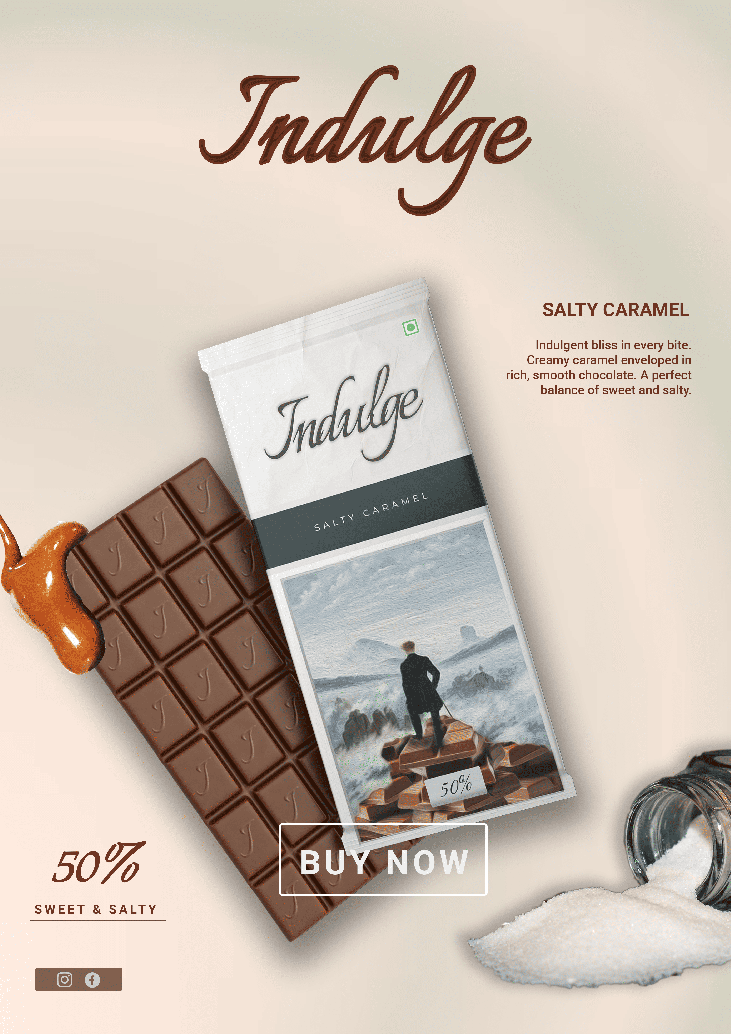 Indulge
SALTY CARAMEL
Indulgent bliss in every bite.
Creamy caramel enveloped in
rich, smooth chocolate. A perfect
balance of sweet and salty.
Indulge
SALTY CARAMEL
50%
BUY NOW
50%
SWEET & SALTY